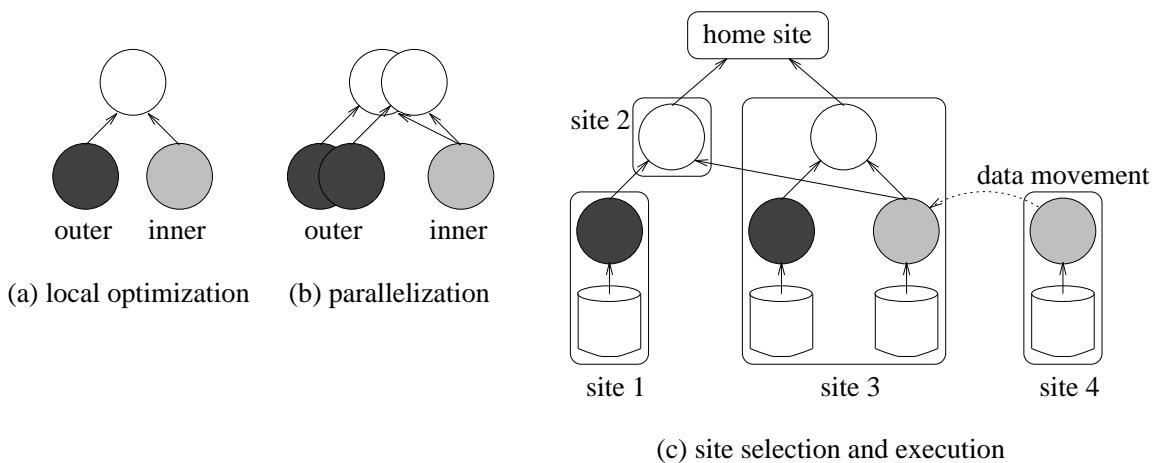 home site
site 2
data movement
outer
inner
outer
inner
(a) local optimization
(b) parallelization
site 1
site 3
site 4
(c) site selection and execution